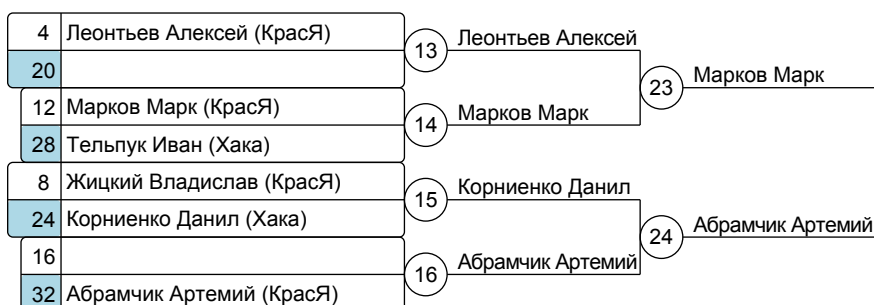 4 Леонтьев Алексей (КрасЯ)
20
12 Марков Марк (КрасЯ)
28 Тельпук Иван (Хака)
8 Жицкий Владислав (КрасЯ)
24 Корниенко Данил (Хака)
16
32 Абрамчик Артемий (КрасЯ)
13 Леонтьев Алексей
14 Марков Марк
15 Корниенко Данил
16 Абрамчик Артемий
23 Марков Марк
24 Абрамчик Артемий